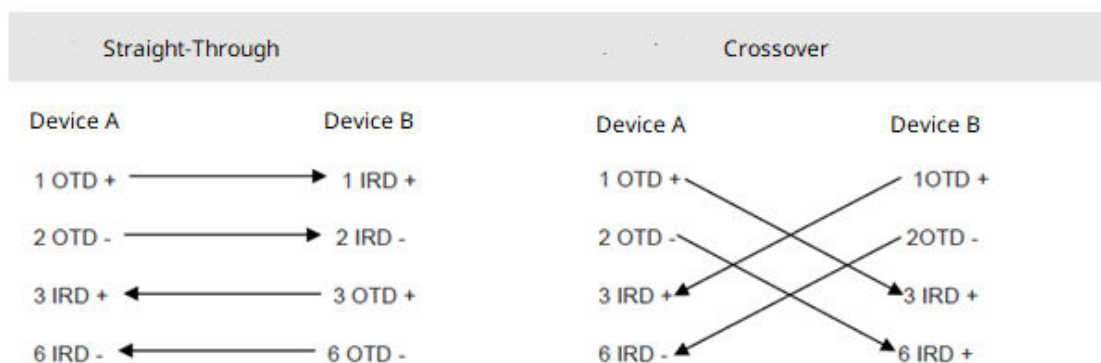 Straight-Through Crossover
Device A Device B Device A Device B
1 OTD + 1 IRD + 1 OTD + 1OTD +
2 OTD - 2 IRD - 2 OTD - 2OTD -
3 IRD + 3 OTD + 3 IRD + 3 IRD +
6 IRD - 6 OTD - 6 IRD - 6 IRD +